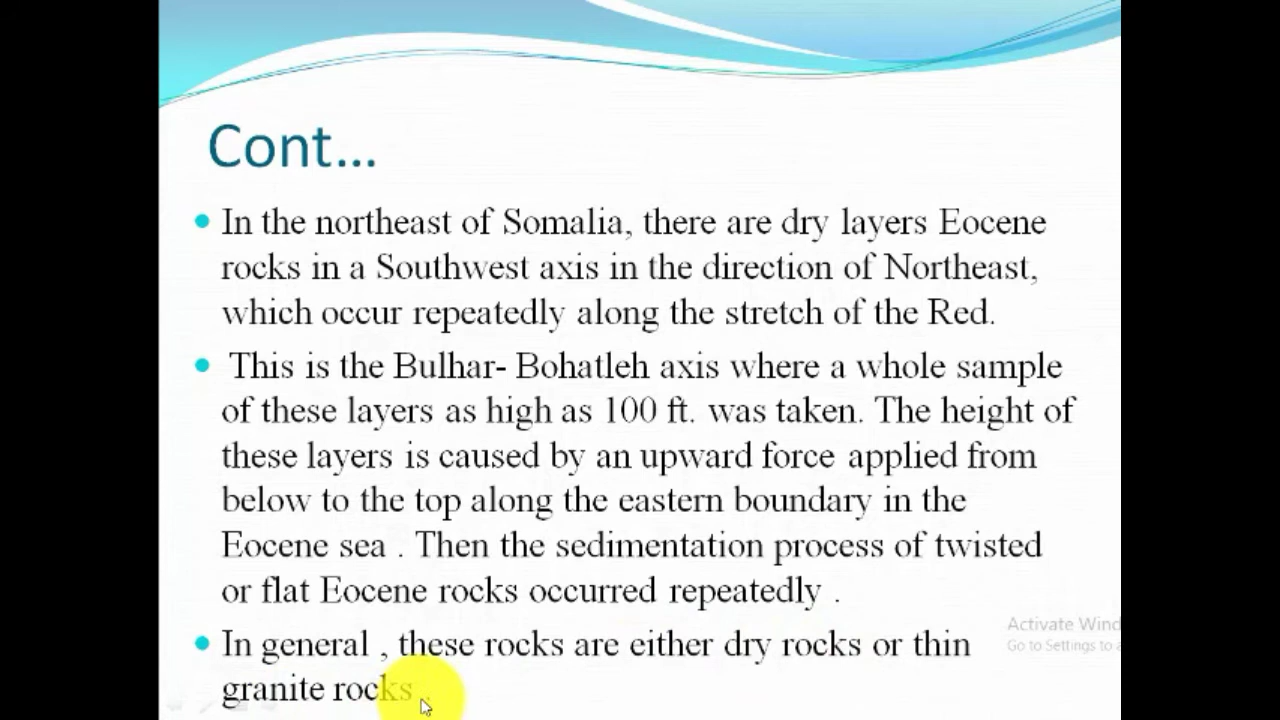 Cont...
In the northeast of Somalia, there are dry layers Eocene
rocks in a Southwest axis in the direction of Northeast,
which occur repeatedly along the stretch of the Red.
This is the Bulhar- Bohatleh axis where a whole sample
of these layers as high as 100 ft. was taken. The height of
these layers is caused by an upward force applied from
below to the top along the eastern boundary in the
Eocene sea . Then the sedimentation process of twisted
or flat Eocene rocks occurred repeatedly .
In general , these rocks are either dry rocks or thin
granite rocks .
Activate Wind
Go to Settings to a